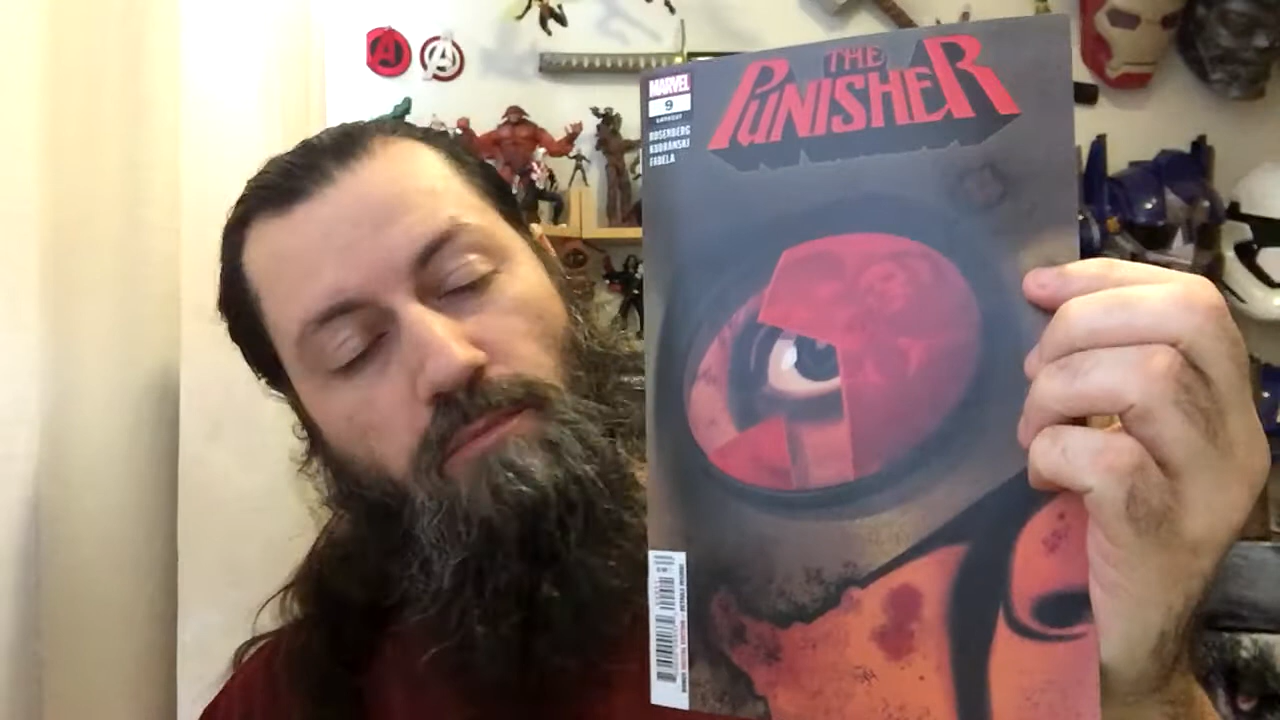 MARVEL
9
ROSENBERG
KUDRANSKI
FABELA
THE
PUNISHER